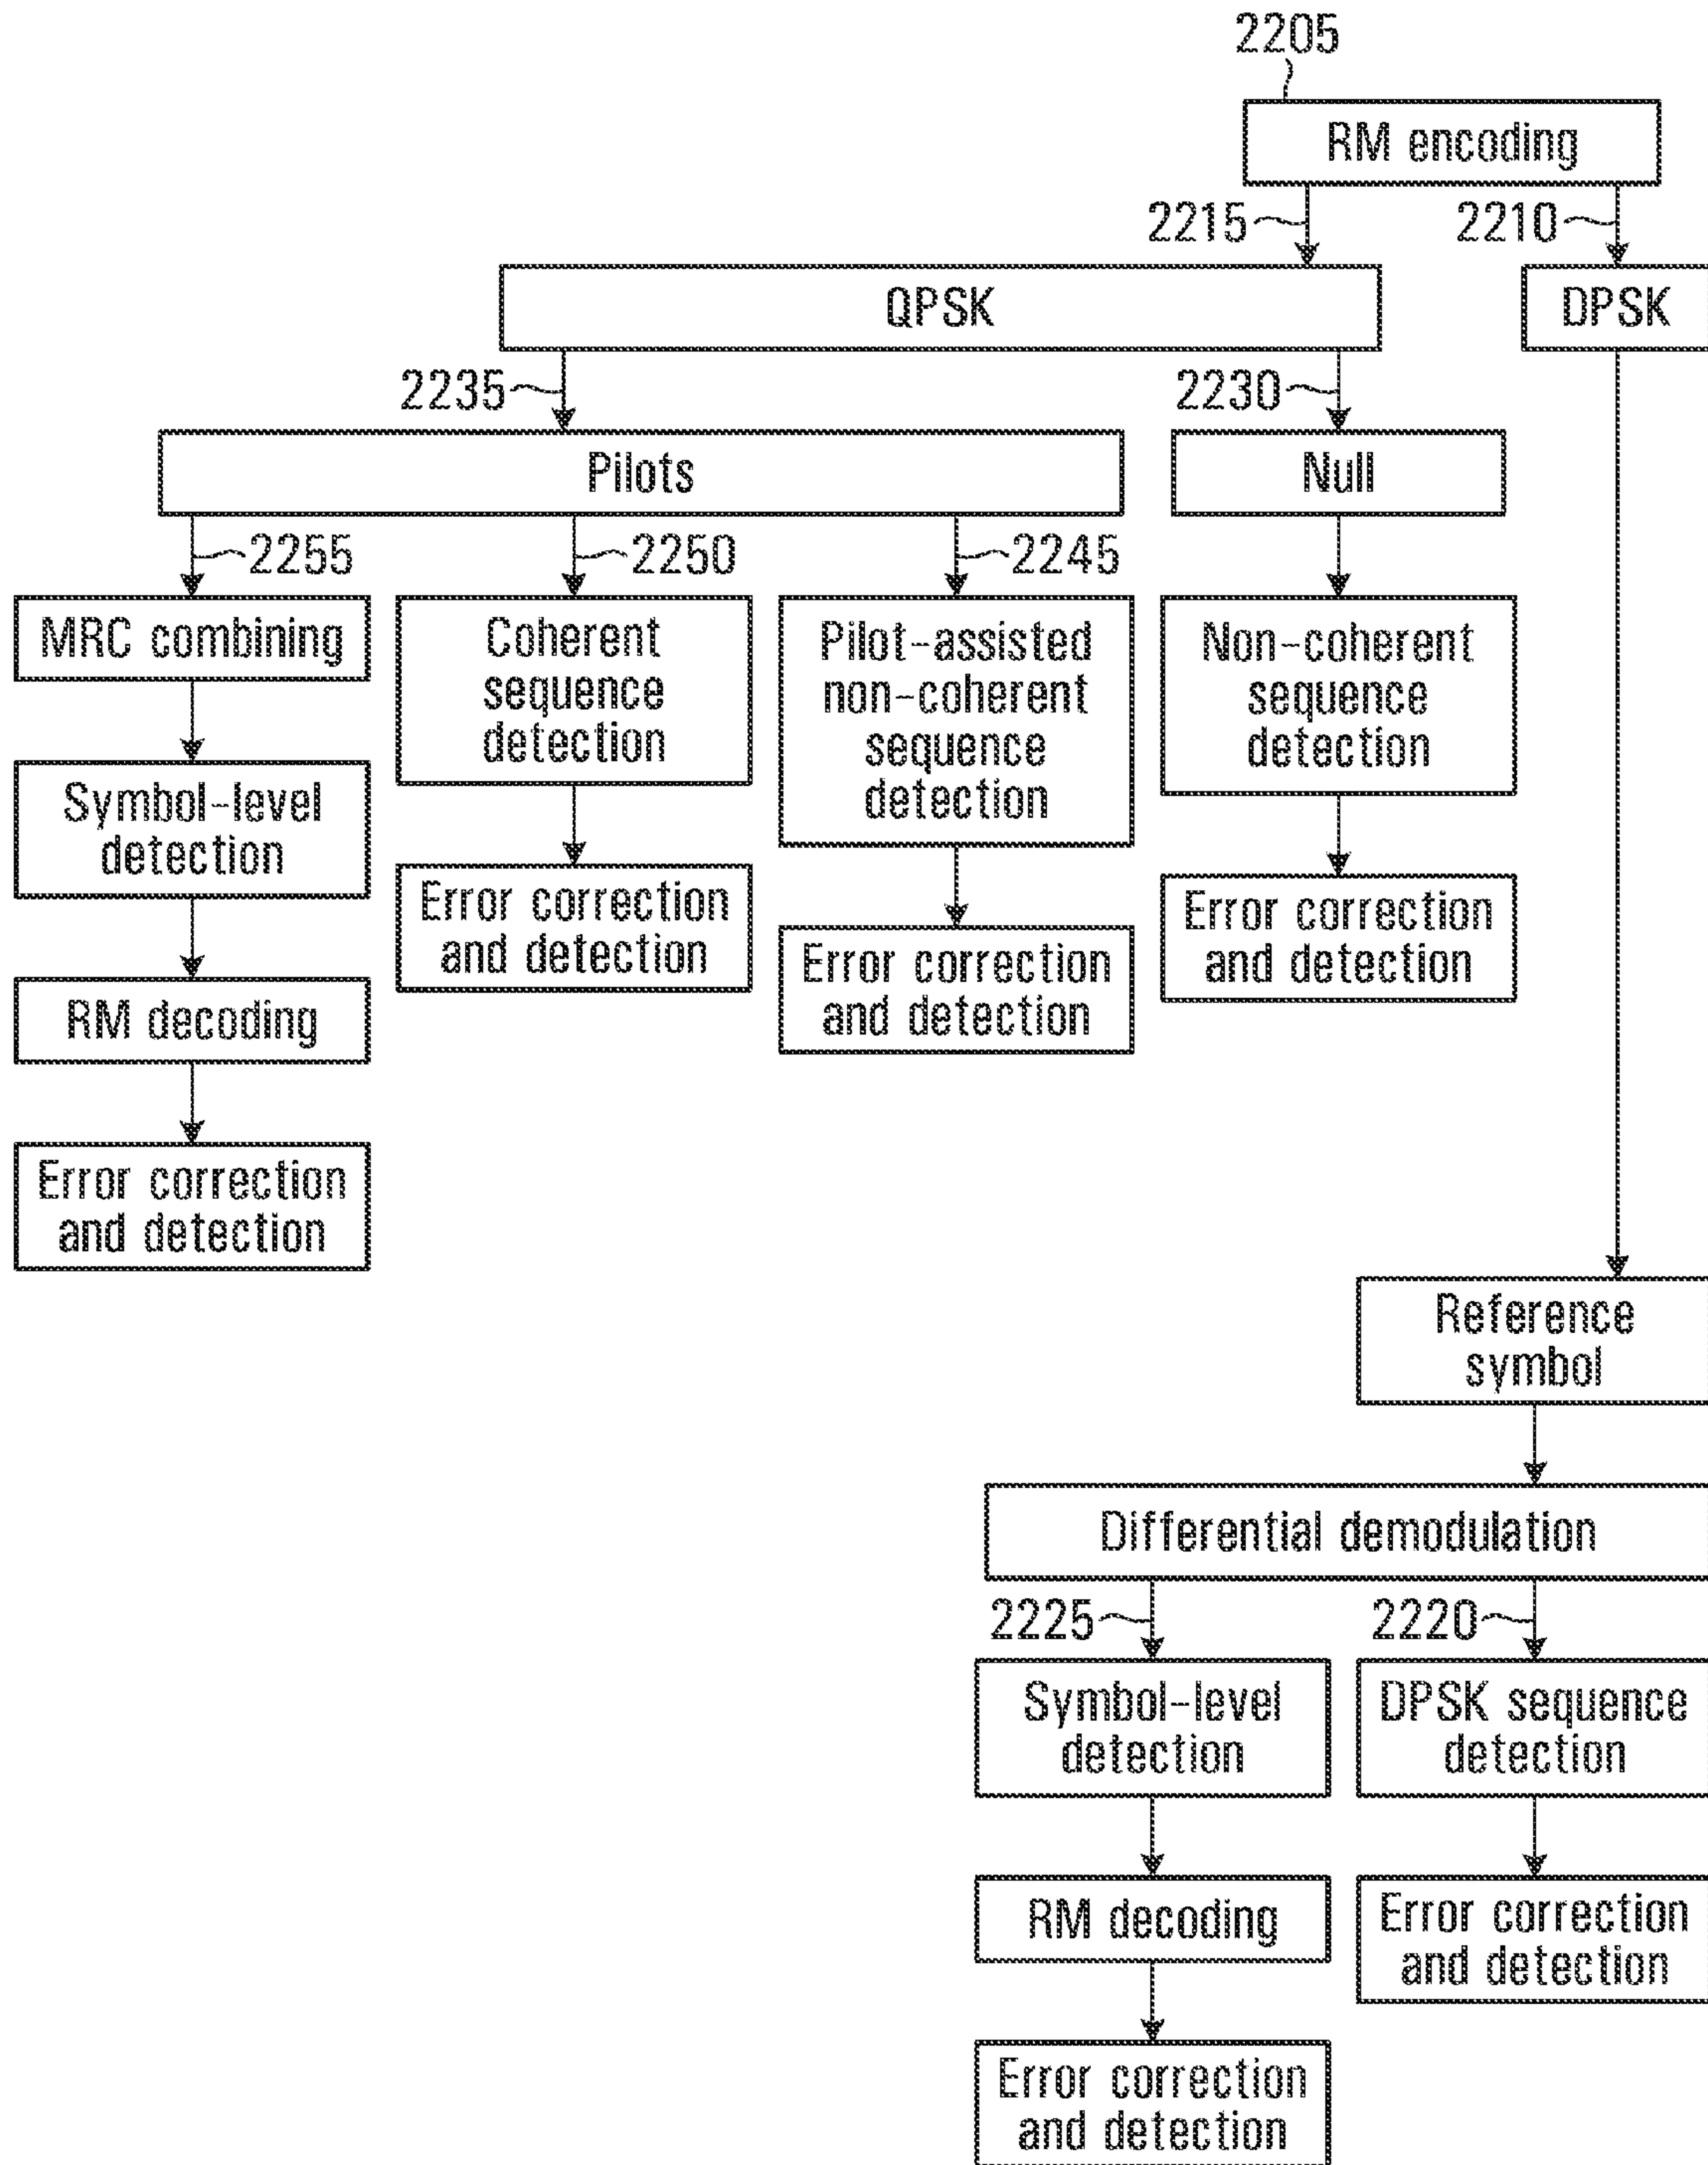 2205
RM encoding
2215
2210
QPSK
DPSK
2235
2230
Pilots
Null
2255
2250
2245
MRC combining
Coherent
sequence
detection
Pilot-assisted
non-coherent
sequence
detection
Non-coherent
sequence
detection
Symbol-level
detection
Error correction
and detection
Error correction
and detection
Error correction
and detection
RM decoding
Error correction
and detection
Reference
symbol
Differential demodulation
2225
2220
Symbol-level
detection
DPSK sequence
detection
RM decoding
Error correction
and detection
Error correction
and detection